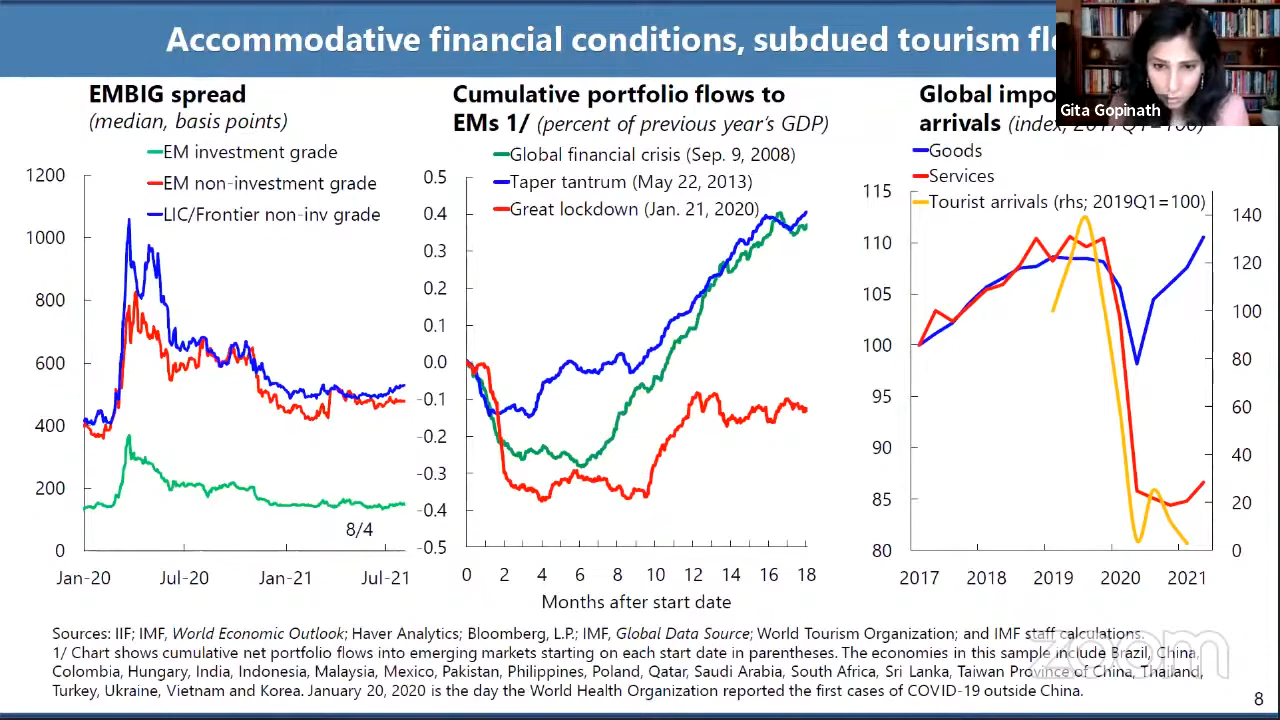 Accommodative financial conditions, subdued tourism
Gita Gopinath
EMBIG spread
(median, basis points)
EM investment grade
EM non-investment grade
LIC/Frontier non-inv grade
1200
1000
800
600
400
200
0
8/4
Jan-20 Jul-20 Jan-21 Jul-21
Cumulative portfolio flows to
EMs 1/ (percent of previous year's GDP)
Global financial crisis (Sep. 9, 2008)
Taper tantrum (May 22, 2013)
Great lockdown (Jan. 21, 2020)
0.5
0.4
0.3
0.2
0.1
0.0
-0.1
-0.2
-0.3
-0.4
-0.5
0 2 4 6 8 10 12 14 16 18
Months after start date
Global
arrivals (index, 2017Q1=100)
Goods
Services
Tourist arrivals (rhs; 2019Q1=100)
115
110
105
100
95
90
85
80
140
120
100
80
60
40
20
0
2017 2018 2019 2020 2021
Sources: IIF; IMF, World Economic Outlook; Haver Analytics; Bloomberg, L.P.; IMF, Global Data Source; World Tourism Organization; and IMF staff calculations.
1/ Chart shows cumulative net portfolio flows into emerging markets starting on each start date in parentheses. The economies in this sample include Brazil, China,
Colombia, Hungary, India, Indonesia, Malaysia, Mexico, Pakistan, Philippines, Poland, Qatar, Saudi Arabia, South Africa, Sri Lanka, Taiwan Province of China, Thailand,
Turkey, Ukraine, Vietnam and Korea. January 20, 2020 is the day the World Health Organization reported the first cases of COVID-19 outside China.
zoom
8